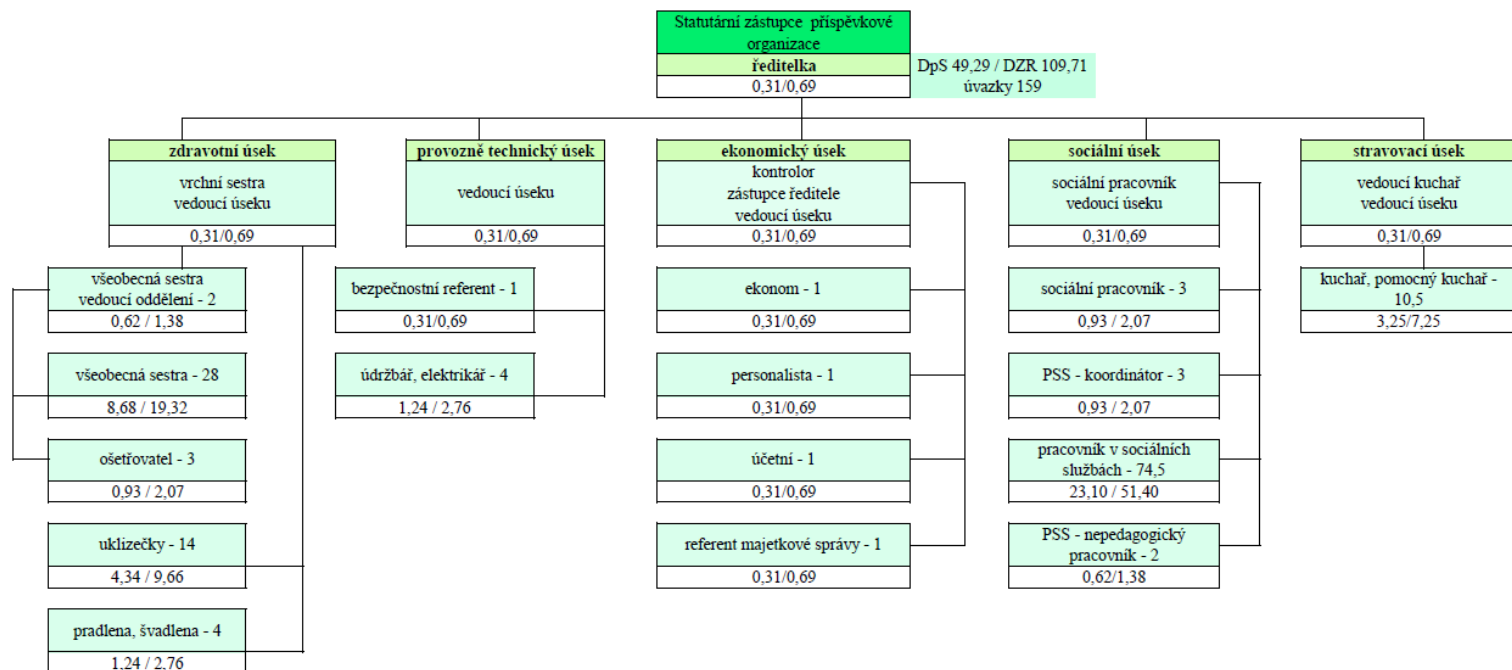 Statutární zástupce příspěvkové
organizace
ředitelka
0,31/0,69
DpS 49,29 / DZR 109,71
úvazky 159
zdravotní úsek
vrchní sestra
vedoucí úseku
0,31/0,69
všeobecná sestra
vedoucí oddělení - 2
0,62 / 1,38
všeobecná sestra - 28
8,68 / 19,32
ošetřovatel - 3
0,93 / 2,07
uklízečky - 14
4,34 / 9,66
pradlena, švadlena - 4
1,24 / 2,76
provozně technický úsek
vedoucí úseku
0,31/0,69
bezpečnostní referent - 1
0,31/0,69
údržbář, elektrikář - 4
1,24 / 2,76
ekonomický úsek
kontrolor
zástupce ředitele
vedoucí úseku
0,31/0,69
ekonom - 1
0,31/0,69
personalista - 1
0,31/0,69
účetní - 1
0,31/0,69
referent majetkové správy - 1
0,31/0,69
sociální úsek
sociální pracovník
vedoucí úseku
0,31/0,69
sociální pracovník - 3
0,93 / 2,07
PSS - koordinátor - 3
0,93 / 2,07
pracovník v sociálních
službách - 74,5
23,10 / 51,40
PSS - nepedagogický
pracovník - 2
0,62/1,38
stravovací úsek
vedoucí kuchař
vedoucí úseku
0,31/0,69
kuchař, pomocný kuchař -
10,5
3,25/7,25